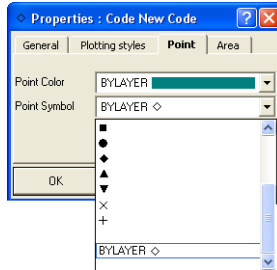 Properties : Code New Code
General Plotting styles Point Area
Point Color BYLAYER
Point Symbol BYLAYER ◇
■
●
◆
▲
▼
×
+
OK
BYLAYER ◇